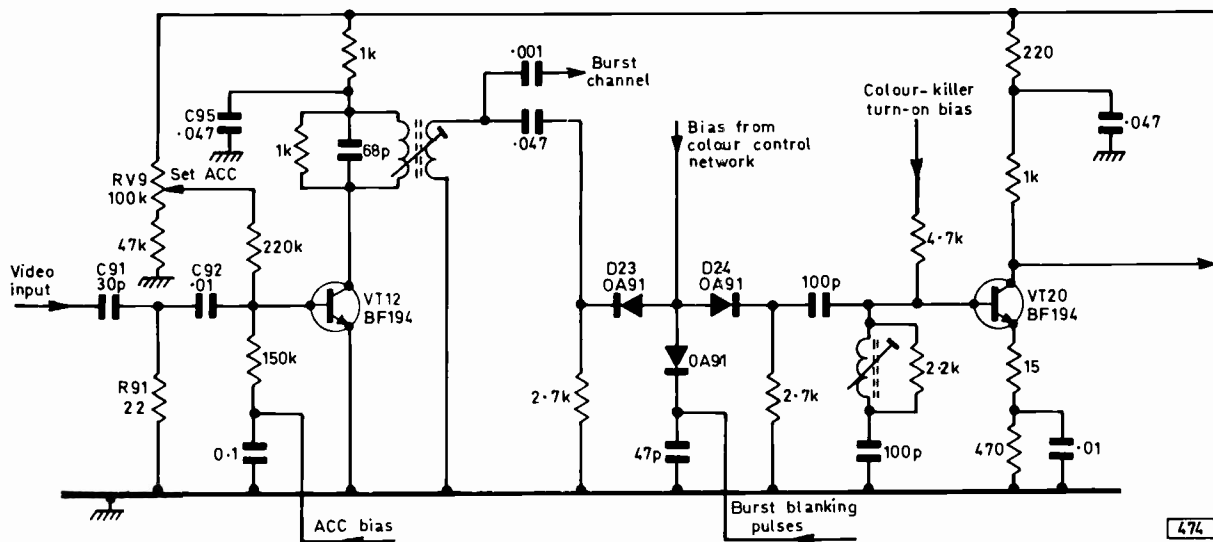 1k
·001
Burst
channel
220
C95
·047
Colour-killer
turn-on bias
Bias from
colour control
network
·047
1k
68p
·047
RV9
100k
Set ACC
1k
47k
220k
4·7k
Video
input
C91
30p
C92
·01
D23
OA91
D24
OA91
100p
VT12
BF194
VT20
BF194
R91
22
150k
OA91
2·7k
2·7k
2·2k
15
0·1
47p
100p
470
·01
ACC bias
Burst blanking
pulses
474